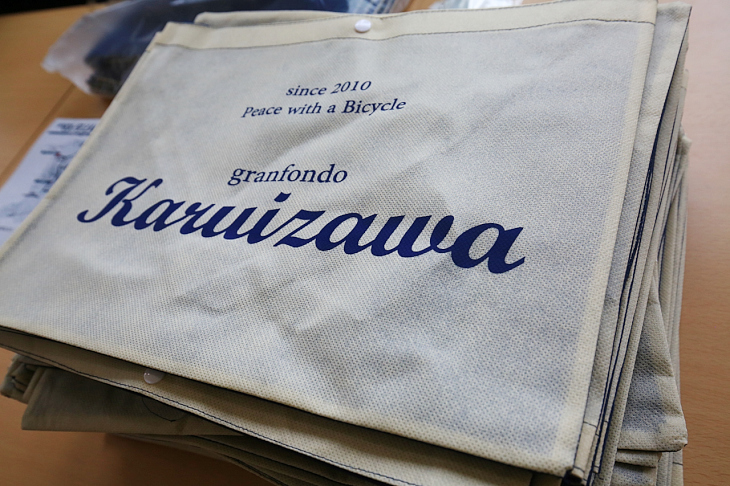 since 2010
Peace with a Bicycle
granfondo
Karuizawa